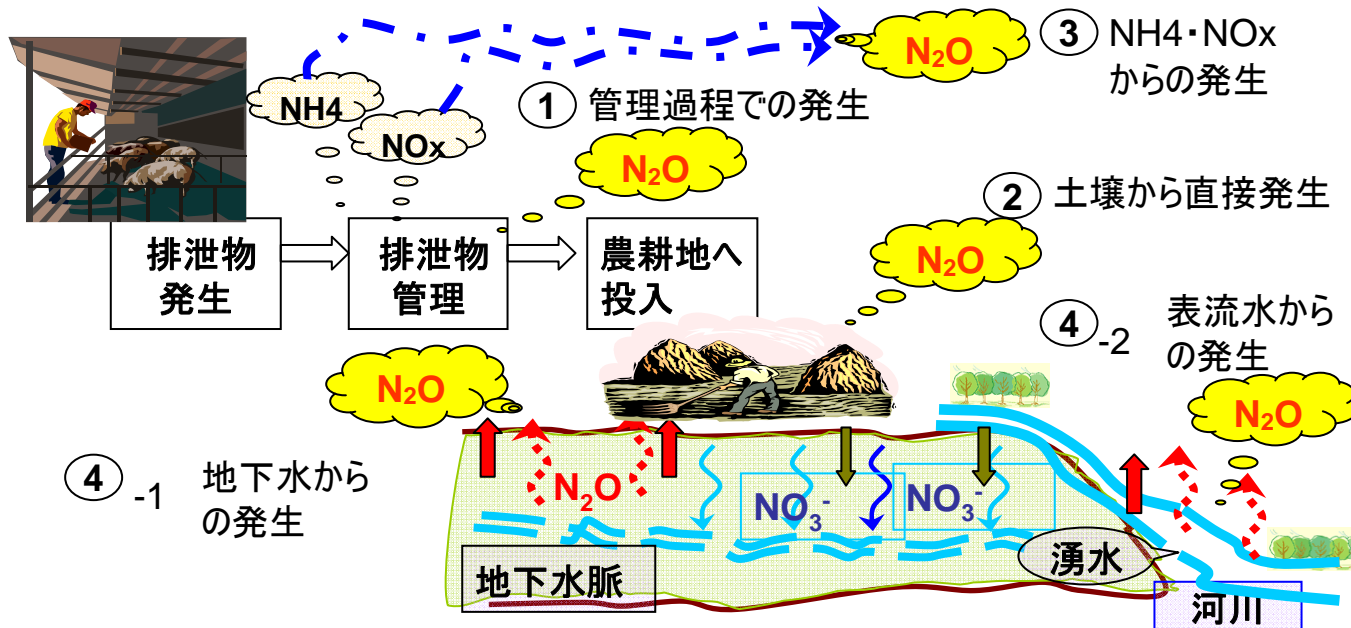 N₂O
③ NH4・NOx
からの発生
NH4
NOx
① 管理過程での発生
N₂O
② 土壌から直接発生
N₂O
排泄物
発生
排泄物
管理
農耕地へ
投入
④-2 表流水から
の発生
N₂O
N₂O
④-1 地下水から
の発生
N₂O
NO₃⁻
NO₃⁻
地下水脈
湧水
河川